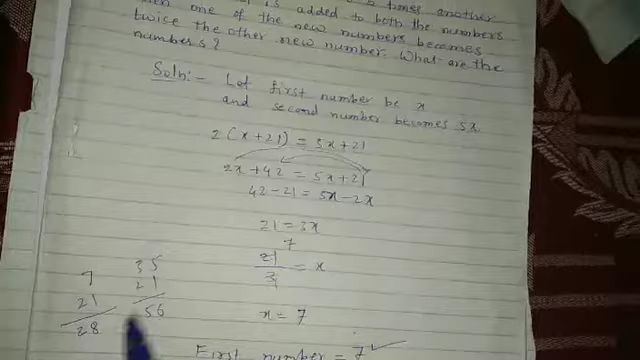 times another
is added to both the numbers
one of the new numbers becomes
twice the other new number. What are the
numbers?
Soln:- Let first number be x
and second number becomes 5x
2(x+21) = 5x+21
2x+42 = 5x+21
42-21 = 5x-2x
21 = 3x
7
21/3 = x
x = 7
7
21
28
35
21
56
First number = 7